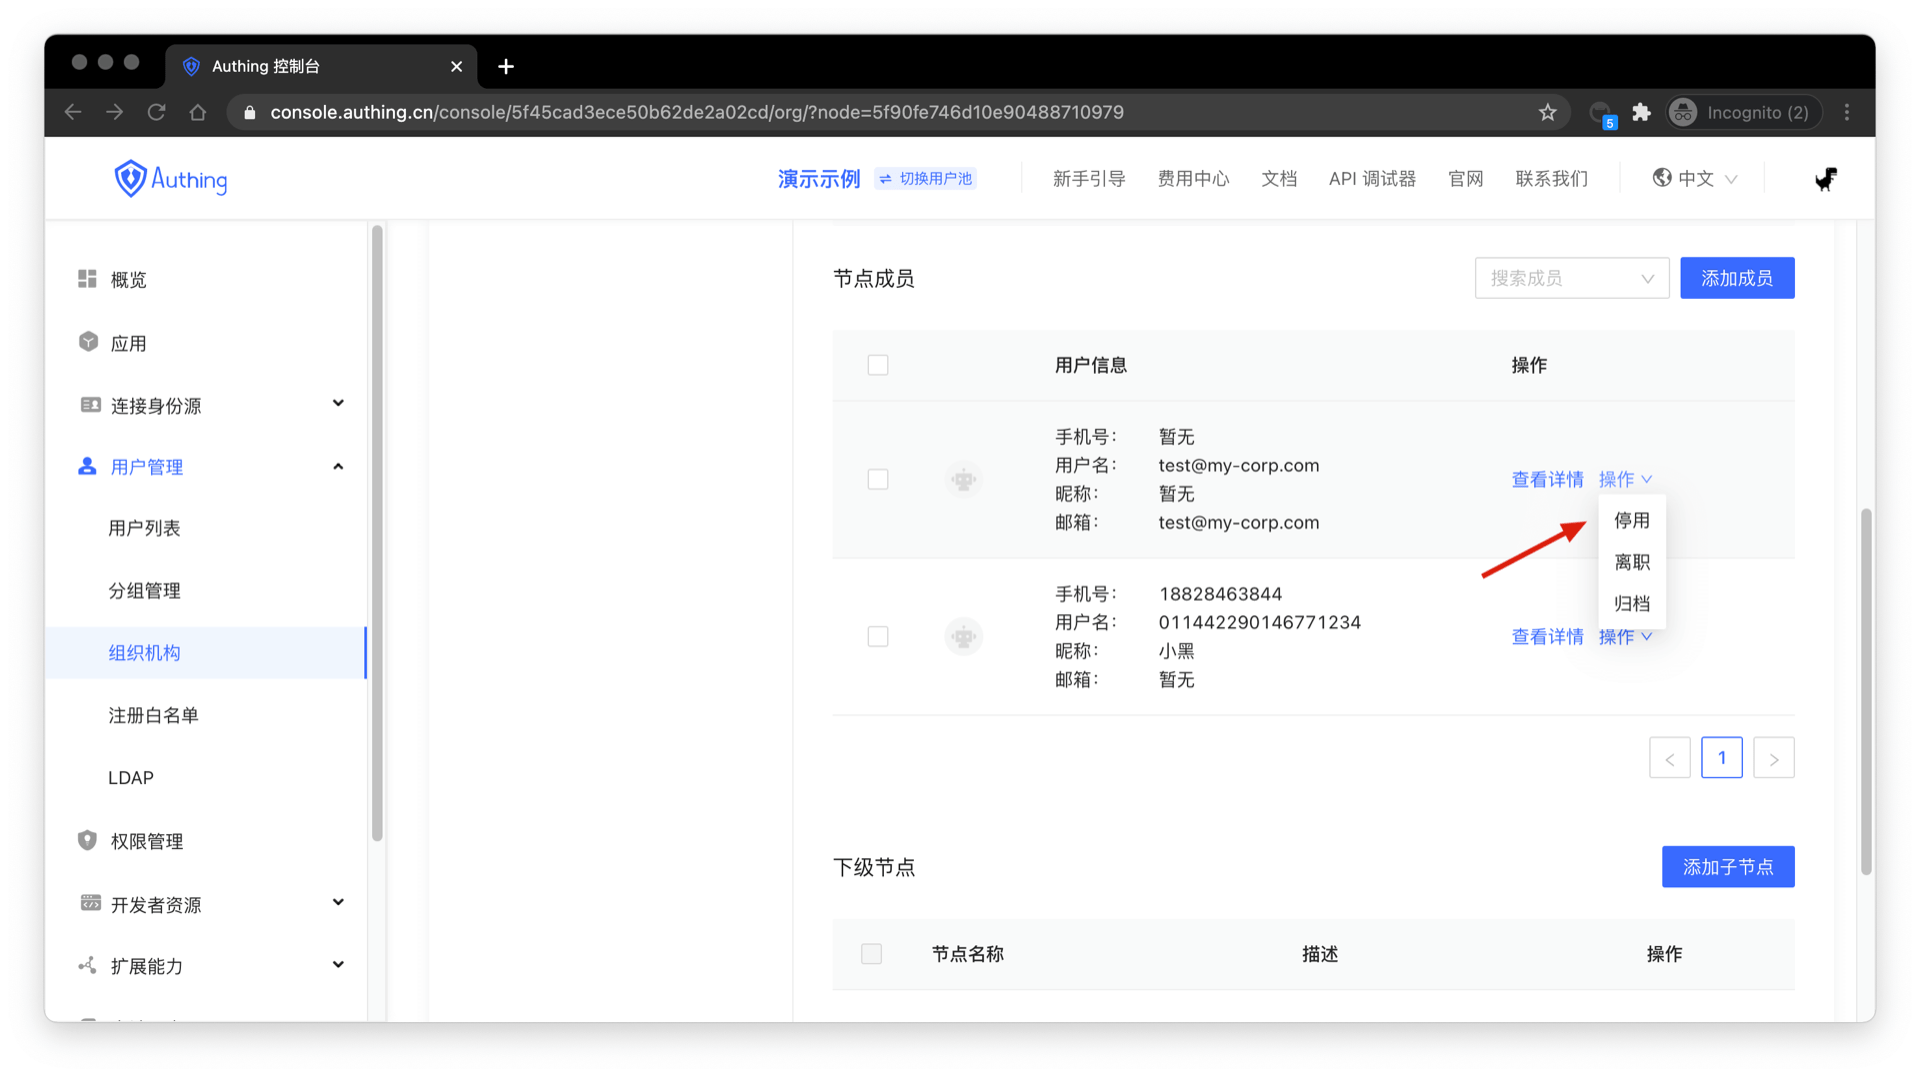 Authing 控制台
console.authing.cn/console/5f45cad3ece50b62de2a02cd/org/?node=5f90fe746d10e90488710979
5
Incognito (2)
Authing
演示示例
切换用户池
新手引导
费用中心
文档
API 调试器
官网
联系我们
中文
概览
应用
连接身份源
用户管理
用户列表
分组管理
组织机构
注册白名单
LDAP
权限管理
开发者资源
扩展能力
节点成员
搜索成员
添加成员
用户信息
操作
手机号： 暂无
用户名： test@my-corp.com
昵称： 暂无
邮箱： test@my-corp.com
查看详情 操作
停用
离职
归档
手机号： 18828463844
用户名： 011442290146771234
昵称： 小黑
邮箱： 暂无
查看详情 操作
< 1 >
下级节点
添加子节点
节点名称
描述
操作